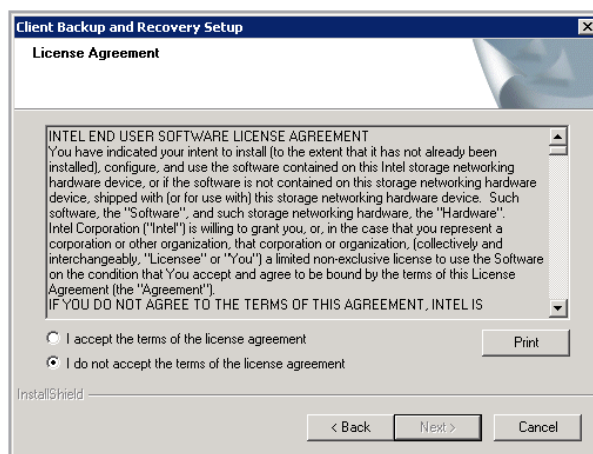 Client Backup and Recovery Setup
License Agreement
INTEL END USER SOFTWARE LICENSE AGREEMENT
You have indicated your intent to install (to the extent that it has not already been
installed), configure, and use the software contained on this Intel storage networking
hardware device, or if the software is not contained on this storage networking hardware
device, shipped with (or for use with) this storage networking hardware device. Such
software, the "Software", and such storage networking hardware, the "Hardware".
Intel Corporation ("Intel") is willing to grant you, or, in the case that you represent a
corporation or other organization, that corporation or organization, (collectively and
interchangeably, "Licensee" or "You") a limited non-exclusive license to use the Software
on the condition that You accept and agree to be bound by the terms of this License
Agreement (the "Agreement").
IF YOU DO NOT AGREE TO THE TERMS OF THIS AGREEMENT, INTEL IS
I accept the terms of the license agreement
Print
I do not accept the terms of the license agreement
InstallShield
< Back Next > Cancel